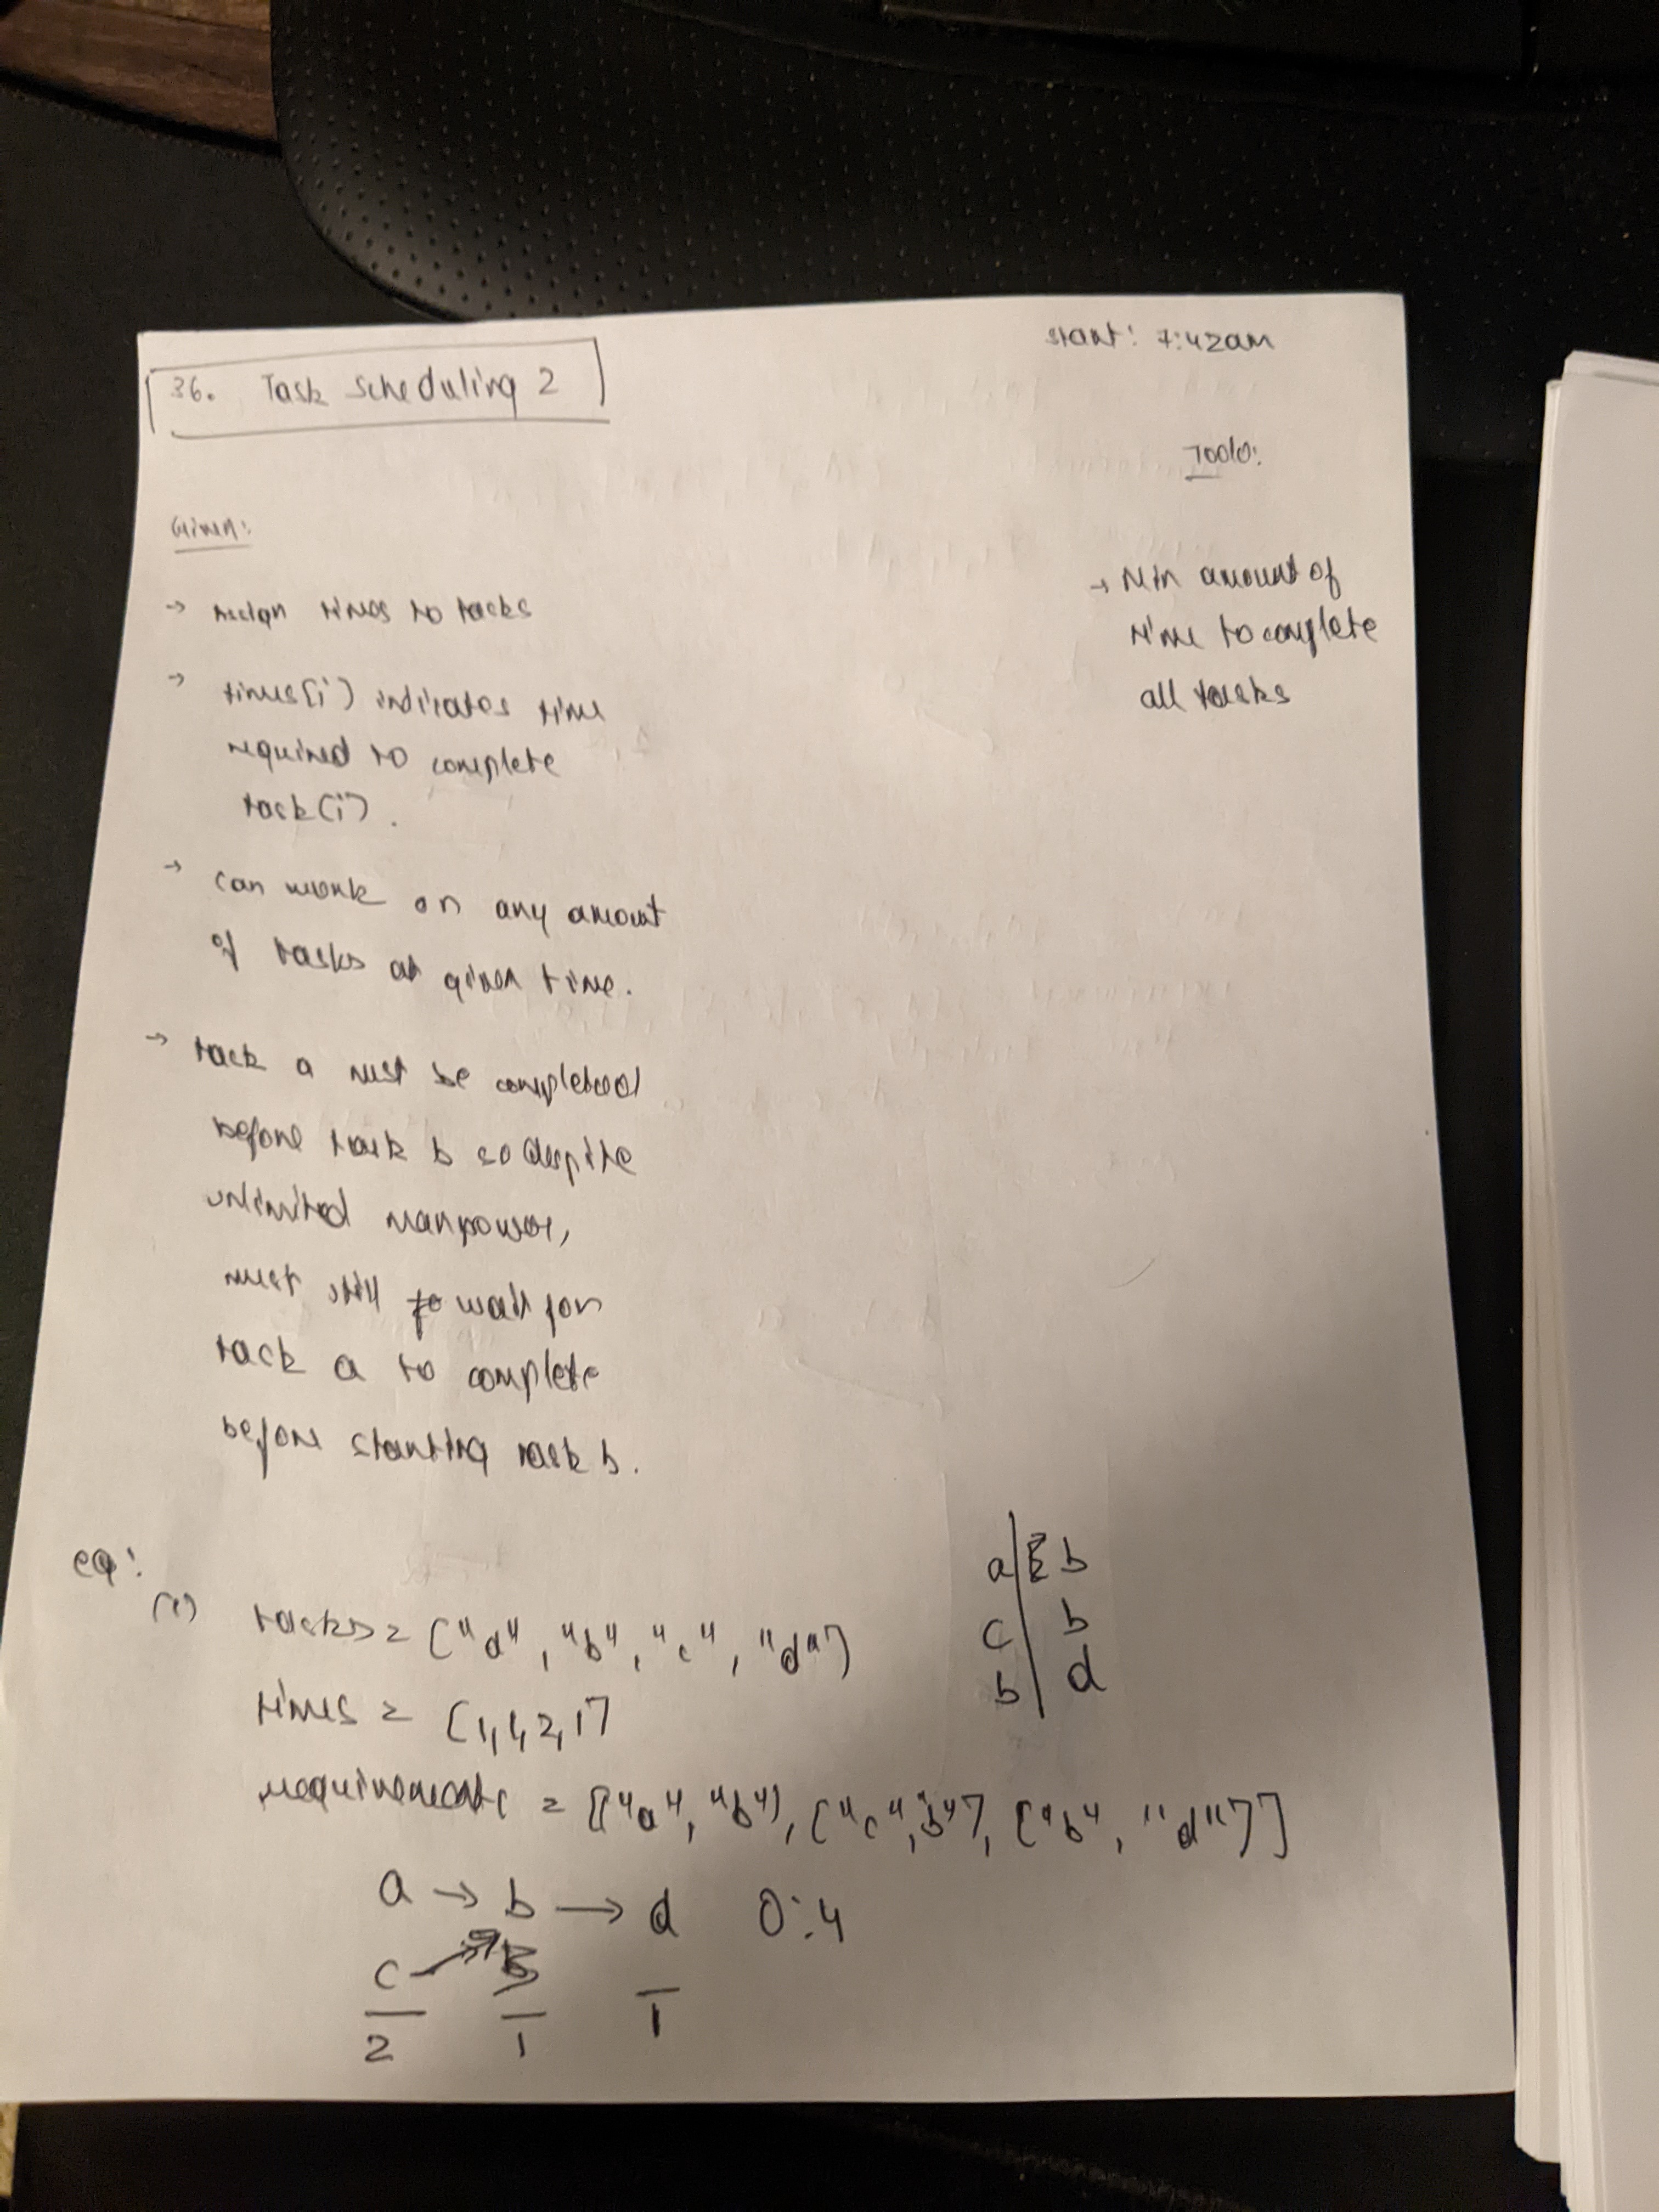 36. Task Scheduling 2
start: 7:42am
Todo:
Given:
→ Assign times to tasks
→ Min amount of
time to complete
all tasks
→ times[i] indicates time
required to complete
task[i].
→ can work on any amount
of tasks at given time.
→ task a must be completed
before task b so despite
unlimited manpower,
must still to wait for
task a to complete
before starting task b.
eg:
(i) tasks = ["a", "b", "c", "d"]
times = [1, 1, 2, 1]
requirements = [["a", "b"], ["c", "b"], ["b", "d"]]
a | b
c | b
b | d
a → b → d O:4
c → b
2 1 1